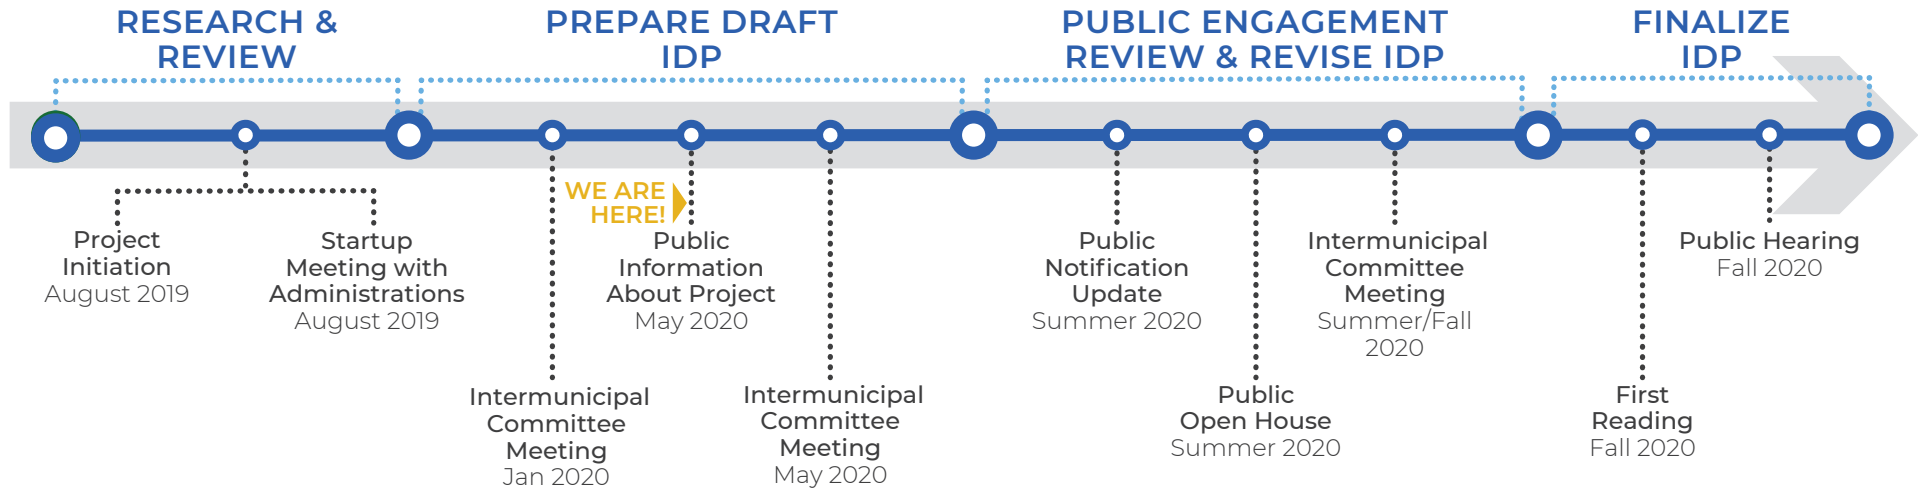 RESEARCH &
REVIEW
PREPARE DRAFT
IDP
PUBLIC ENGAGEMENT
REVIEW & REVISE IDP
FINALIZE
IDP
WE ARE
HERE!
Project
Initiation
August 2019
Startup
Meeting with
Administrations
August 2019
Intermunicipal
Committee
Meeting
Jan 2020
Public
Information
About Project
May 2020
Intermunicipal
Committee
Meeting
May 2020
Public
Notification
Update
Summer 2020
Public
Open House
Summer 2020
Intermunicipal
Committee
Meeting
Summer/Fall
2020
First
Reading
Fall 2020
Public Hearing
Fall 2020